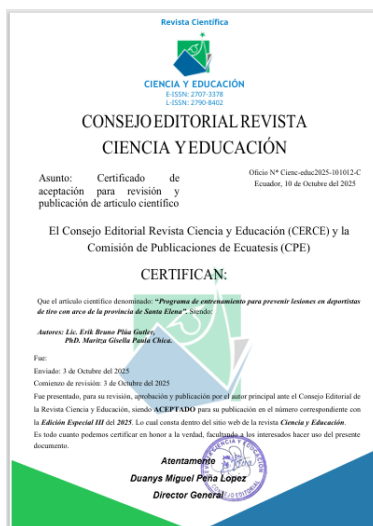 Revista Científica
CIENCIA Y EDUCACIÓN
E-ISSN: 2707-3378
L-ISSN: 2790-8402
CONSEJO EDITORIAL REVISTA
CIENCIA Y EDUCACIÓN
Oficio Nº Cienc-educ2025-101012-C
Ecuador, 10 de Octubre del 2025
Asunto: Certificado de
aceptación para revisión y
publicación de artículo científico
El Consejo Editorial Revista Ciencia y Educación (CERCE) y la
Comisión de Publicaciones de Ecuatesis (CPE)
CERTIFICAN:
Que el artículo científico denominado: “Programa de entrenamiento para prevenir lesiones en deportistas
de tiro con arco de la provincia de Santa Elena”. Siendo:
Autores: Lic. Erik Bruno Plúa Gutler,
PhD. Maritza Gisella Paula Chica.
Fue:
Enviado: 3 de Octubre del 2025
Comienzo de revisión: 3 de Octubre del 2025
Fue presentado, para su revisión, aprobación y publicación por el autor principal ante el Consejo Editorial de
la Revista Ciencia y Educación, siendo ACEPTADO para su publicación en el número correspondiente con
la Edición Especial III del 2025. Lo cual consta dentro del sitio web de la revista Ciencia y Educación.
Es todo cuanto podemos certificar en honor a la verdad, facultando a los interesados hacer uso del presente
documento.
Atentamente
Duanys Miguel Peña Lopez
Director General